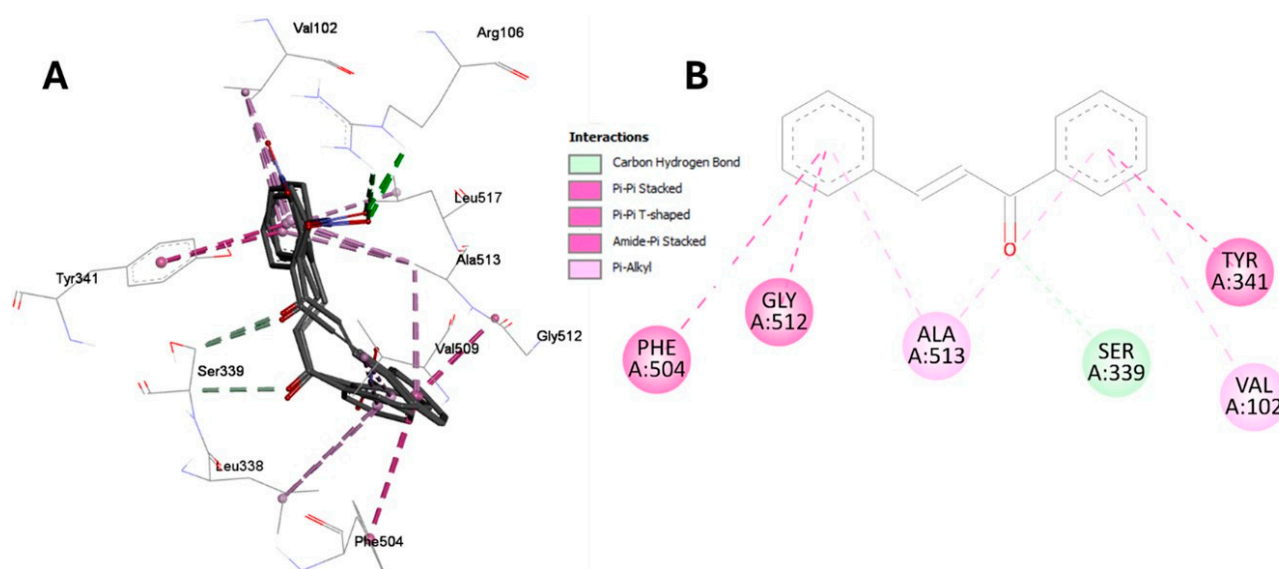 A
Val102
Arg106
Leu517
Ala513
Tyr341
Gly512
Val509
Ser339
Leu338
Phe504
Interactions
Carbon Hydrogen Bond
Pi-Pi Stacked
Pi-Pi T-shaped
Amide-Pi Stacked
Pi-Alkyl
B
O
PHE
A:504
GLY
A:512
ALA
A:513
SER
A:339
TYR
A:341
VAL
A:102